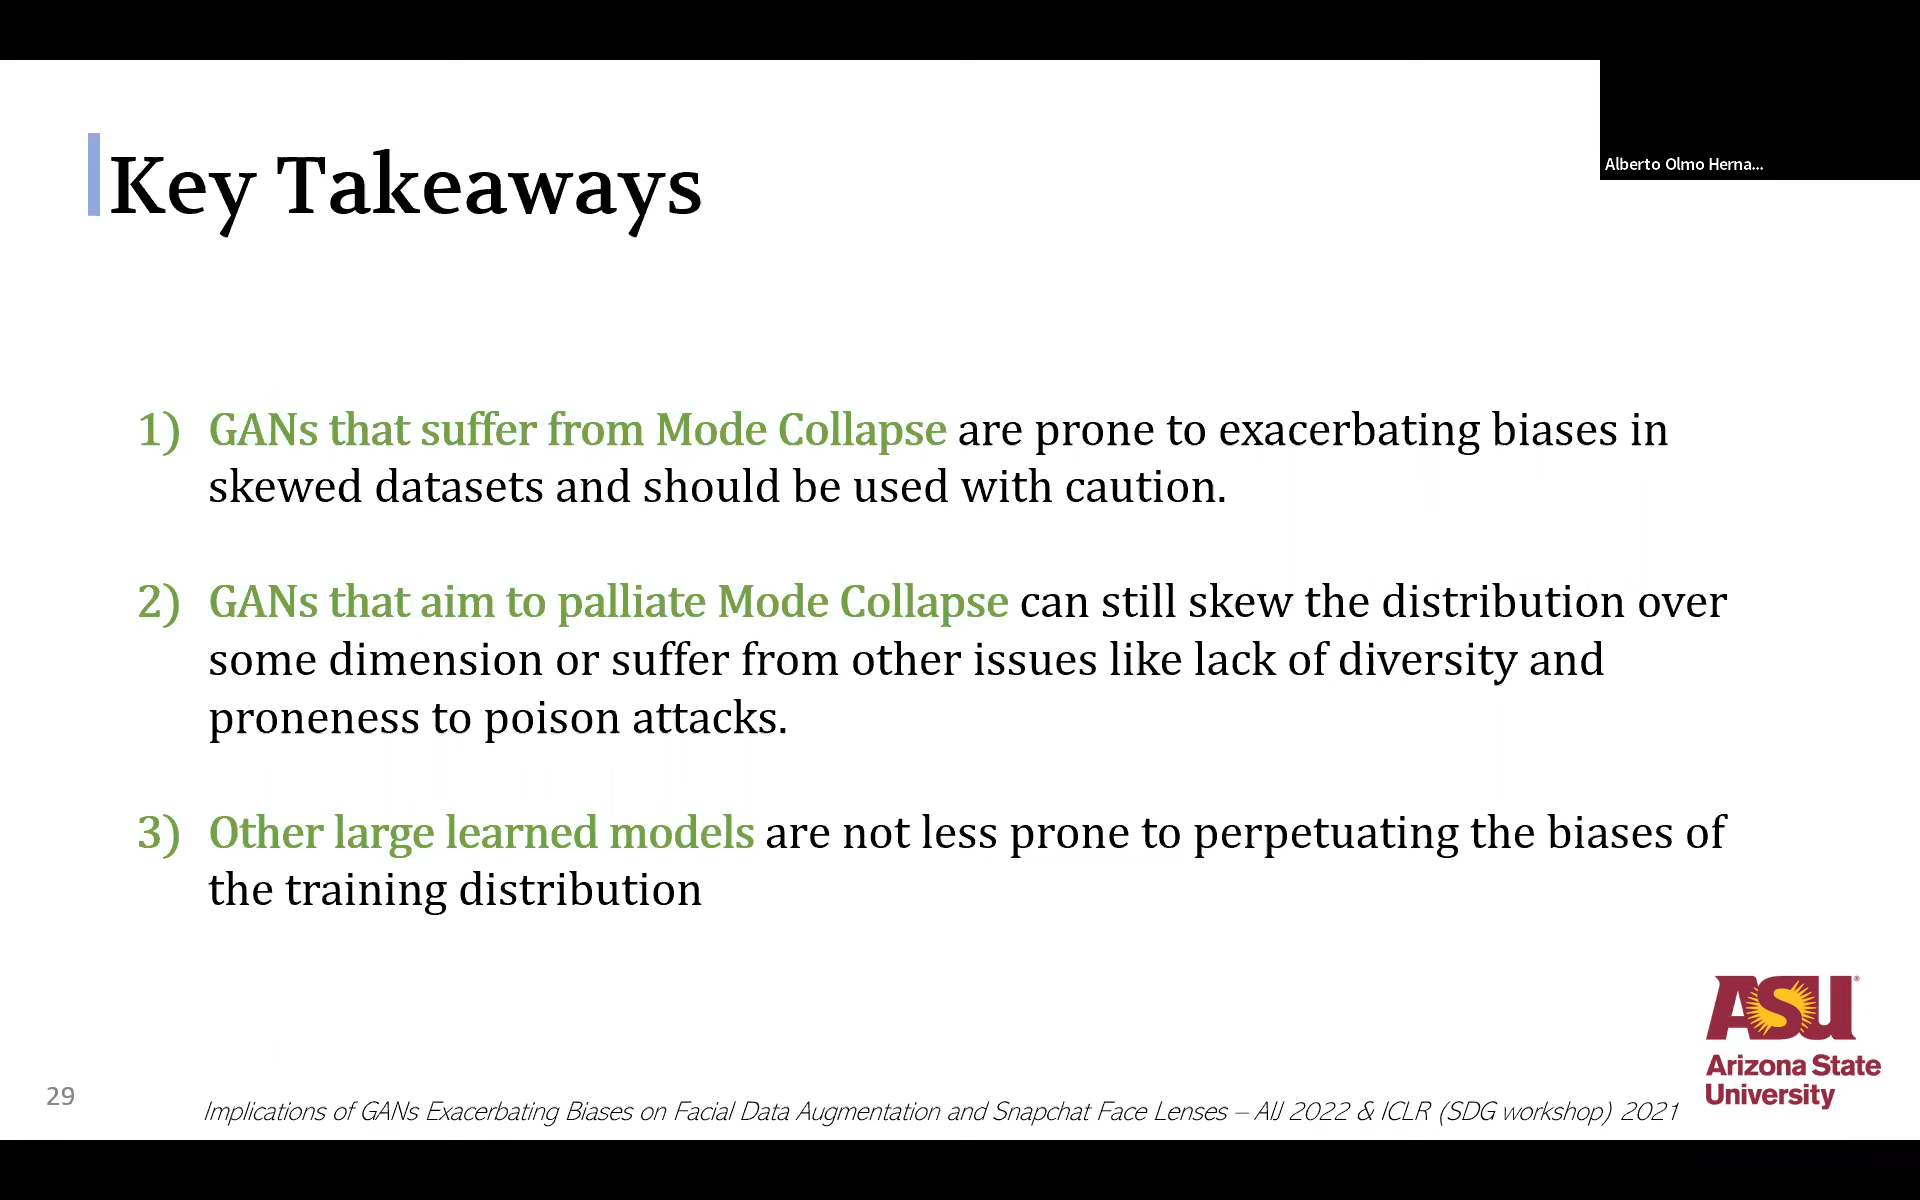 Alberto Olmo Herna...
Key Takeaways
1) GANs that suffer from Mode Collapse are prone to exacerbating biases in
skewed datasets and should be used with caution.
2) GANs that aim to palliate Mode Collapse can still skew the distribution over
some dimension or suffer from other issues like lack of diversity and
proneness to poison attacks.
3) Other large learned models are not less prone to perpetuating the biases of
the training distribution
ASU®
Arizona State
University
29
Implications of GANs Exacerbating Biases on Facial Data Augmentation and Snapchat Face Lenses – AIJ 2022 & ICLR (SDG workshop) 2021